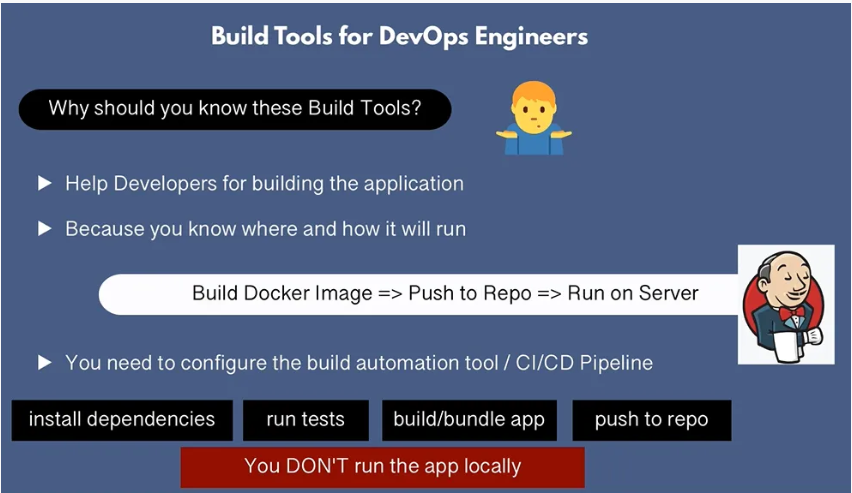 Build Tools for DevOps Engineers
Why should you know these Build Tools?
Help Developers for building the application
Because you know where and how it will run
Build Docker Image => Push to Repo => Run on Server
You need to configure the build automation tool / CI/CD Pipeline
install dependencies
run tests
build/bundle app
push to repo
You DON'T run the app locally